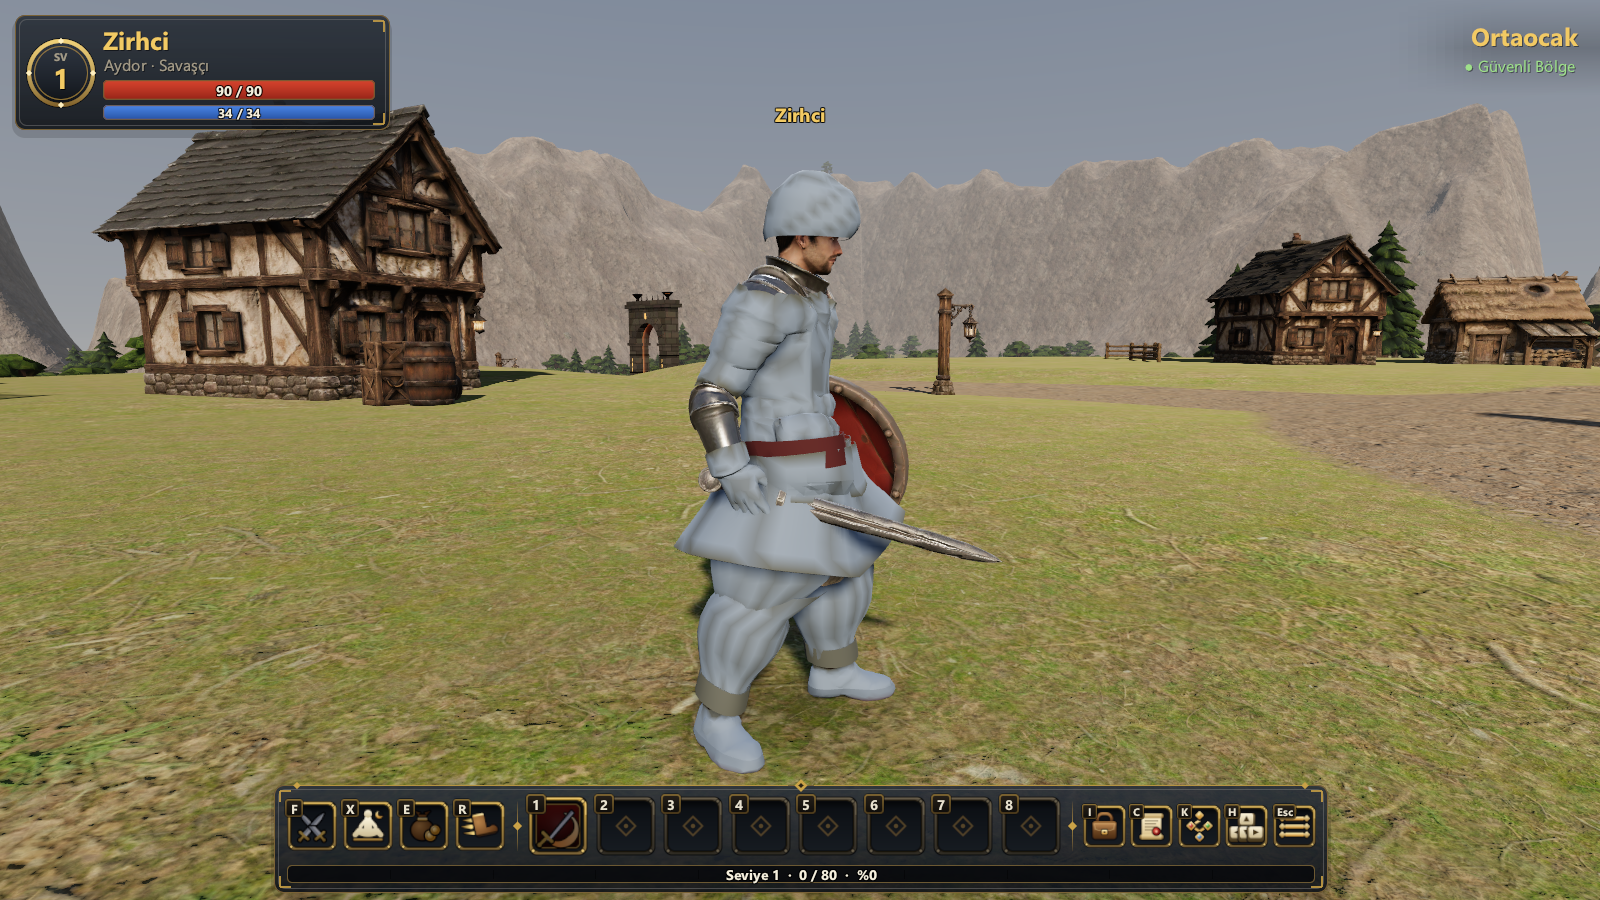 SV
1
Zirhci
Aydor · Savaşçı
90 / 90
34 / 34
Ortaocak
Güvenli Bölge
Zirhci
F
X
E
R
1
2
3
4
5
6
7
8
I
C
K
H
Esc
Seviye 1 · 0 / 80 · %0